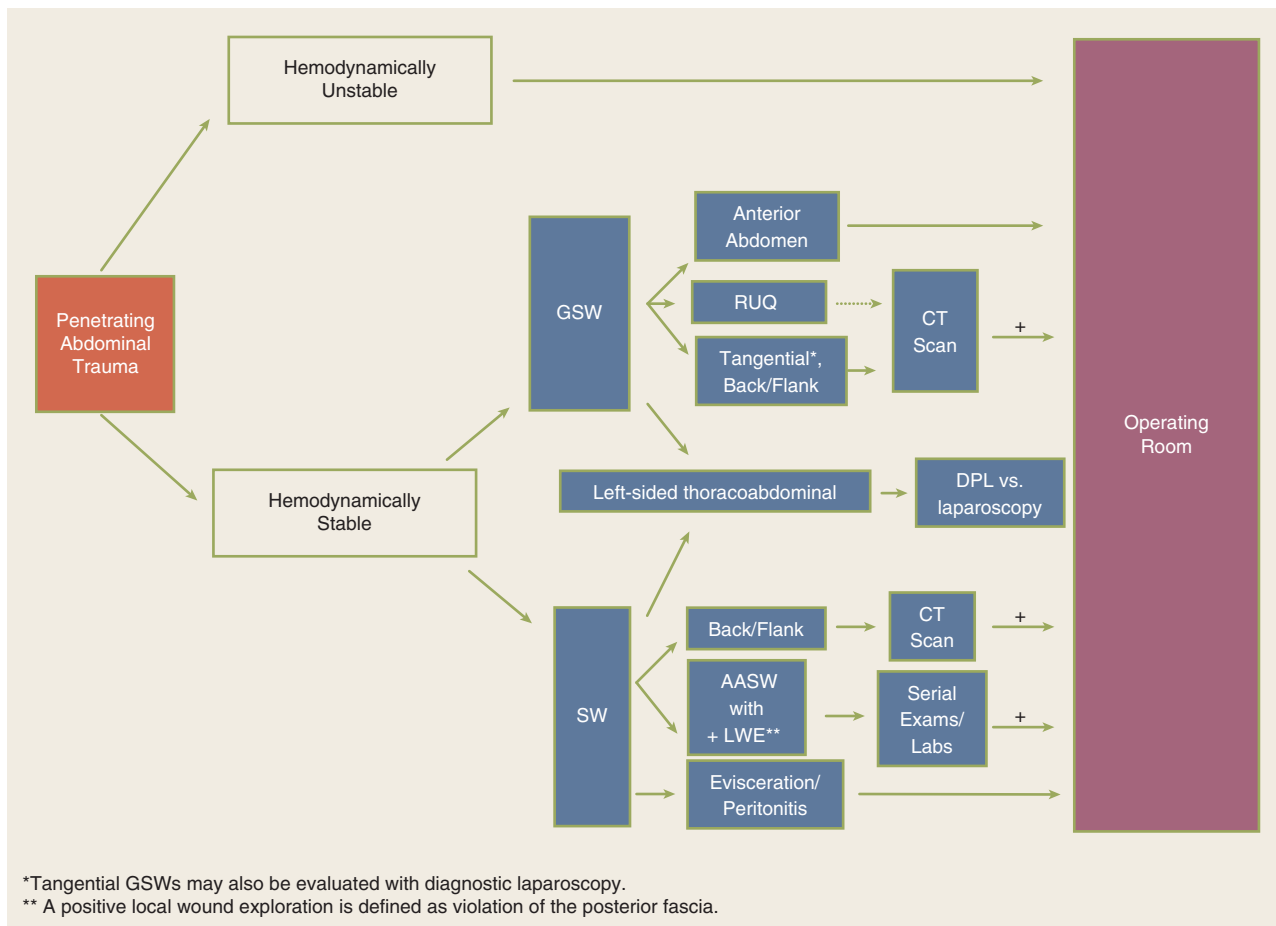 Hemodynamically
Unstable
Penetrating
Abdominal
Trauma
Hemodynamically
Stable
GSW
Anterior
Abdomen
RUQ
Tangential*,
Back/Flank
CT
Scan
+
Left-sided thoracoabdominal
DPL vs.
laparoscopy
SW
Back/Flank
CT
Scan
+
AASW
with
+ LWE**
Serial
Exams/
Labs
+
Evisceration/
Peritonitis
Operating
Room
*Tangential GSWs may also be evaluated with diagnostic laparoscopy.
** A positive local wound exploration is defined as violation of the posterior fascia.